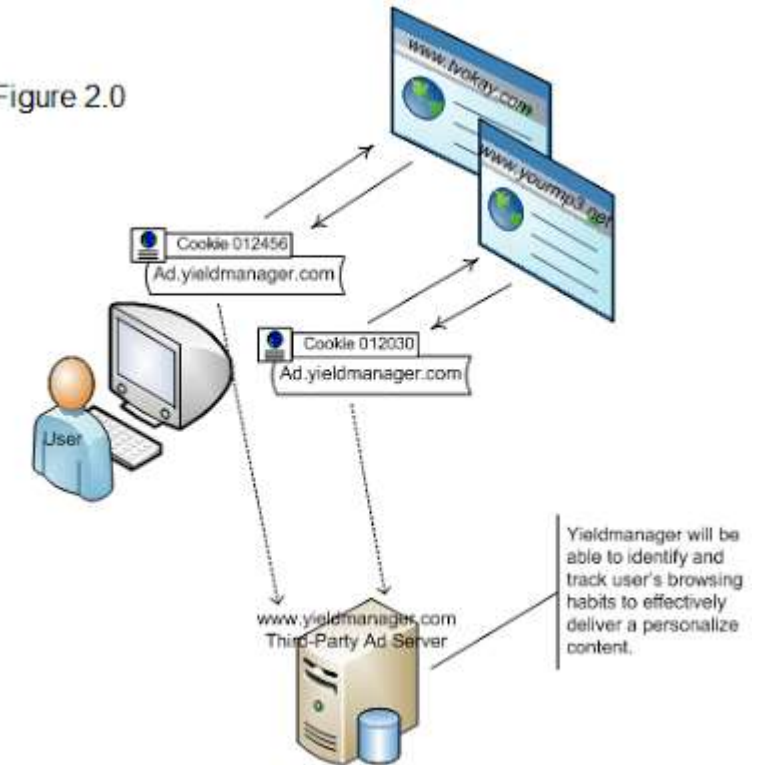 Figure 2.0
www.tvokay.com
www.yourmp3.net
Cookie 012456
Ad.yieldmanager.com
Cookie 012030
Ad.yieldmanager.com
User
www.yieldmanager.com
Third-Party Ad Server
Yieldmanager will be
able to identify and
track user's browsing
habits to effectively
deliver a personalize
content.